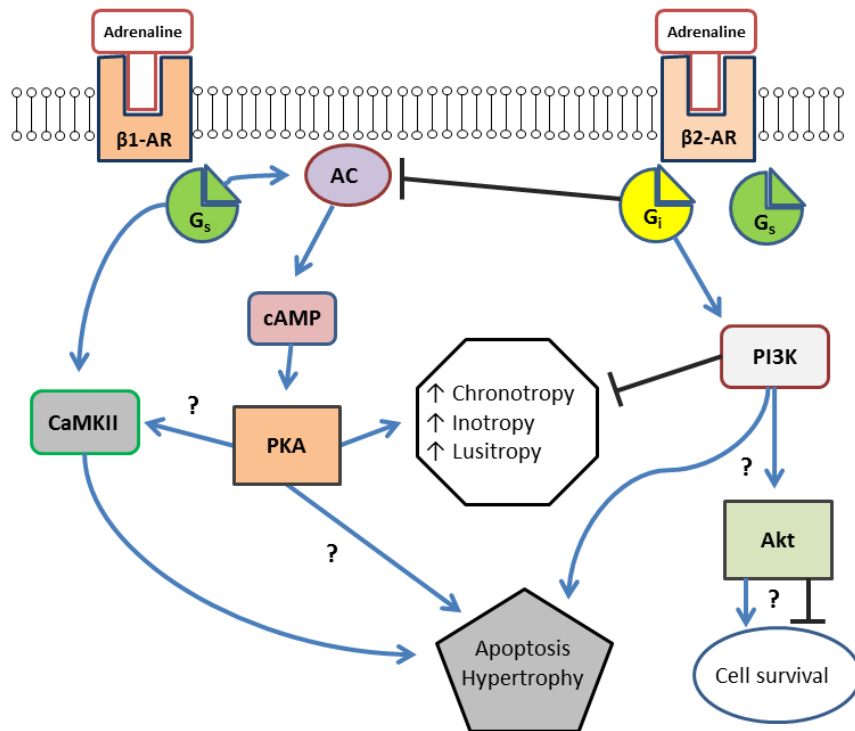 Adrenaline
Adrenaline
β1-AR
β2-AR
AC
Gs
Gi
Gs
cAMP
PI3K
↑ Chronotropy
↑ Inotropy
↑ Lusitropy
CaMKII
?
PKA
?
?
Akt
?
Apoptosis
Hypertrophy
Cell survival